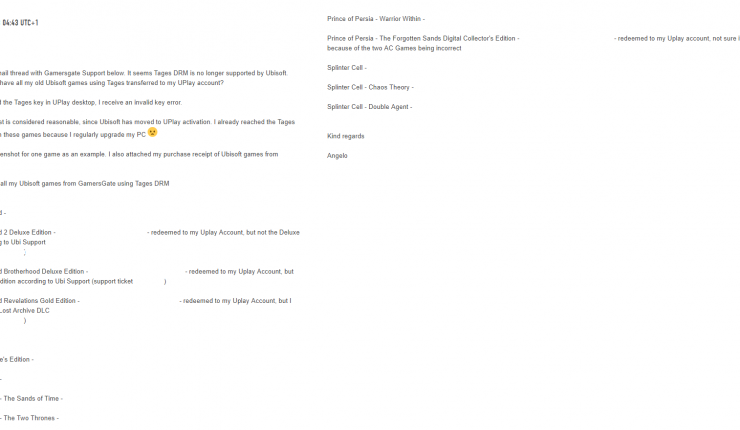 04:43 UTC+1
nail thread with Gamersgate Support below. It seems Tages DRM is no longer supported by Ubisoft
have all my old Ubisoft games using Tages transferred to my UPlay account?
d the Tages key in UPlay desktop, I receive an invalid key error.
st is considered reasonable, since Ubisoft has moved to UPlay activation. I already reached the Tages
n these games because I regularly upgrade my PC
enshot for one game as an example. I also attached my purchase receipt of Ubisoft games from
all my Ubisoft games from GamersGate using Tages DRM
d -
d 2 Deluxe Edition - - redeemed to my Uplay Account, but not the Deluxe
g to Ubi Support
;
d Brotherhood Deluxe Edition - - redeemed to my Uplay Account, but
dition according to Ubi Support (support ticket )
d Revelations Gold Edition - - redeemed to my Uplay Account, but I
Lost Archive DLC
)
e's Edition -
-
- The Sands of Time -
- The Two Thrones -
Prince of Persia - Warrior Within -
Prince of Persia - The Forgotten Sands Digital Collector's Edition - - redeemed to my Uplay account, not sure i
because of the two AC Games being incorrect
Splinter Cell -
Splinter Cell - Chaos Theory -
Splinter Cell - Double Agent -
Kind regards
Angelo